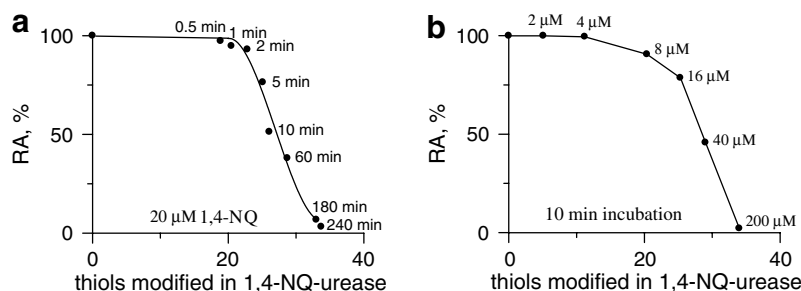 a
RA, %
100
50
0
0.5 min
1 min
2 min
5 min
10 min
60 min
180 min
240 min
20 µM 1,4-NQ
0 20 40
thiols modified in 1,4-NQ-urease
b
RA, %
100
50
0
2 µM
4 µM
8 µM
16 µM
40 µM
200 µM
10 min incubation
0 20 40
thiols modified in 1,4-NQ-urease